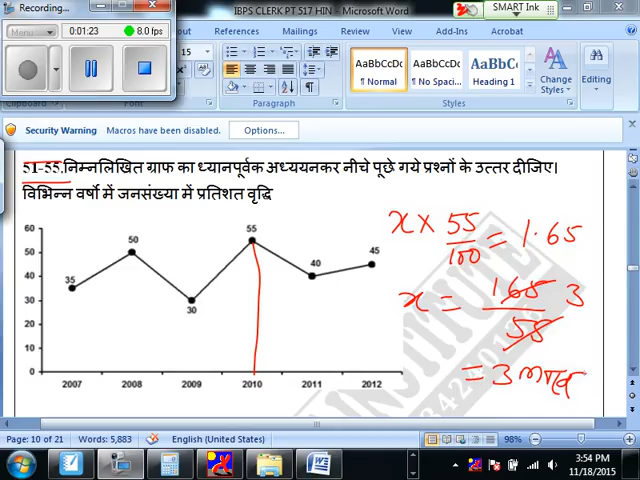 Recording...
IBPS CLERK PT 517 HIN - Microsoft Word
SMART Ink
Menu
0:01:23
8.0 fps
References
Mailings
Review
View
Add-Ins
Acrobat
15
AaBbCcDc
AaBbCcDc
AaBbC
¶ Normal
¶ No Spaci...
Heading 1
Change Styles
Editing
Paragraph
Styles
Security Warning
Macros have been disabled.
Options...
51-55.निम्नलिखित ग्राफ का ध्यानपूर्वक अध्ययनकर नीचे पूछे गये प्रश्नों के उत्तर दीजिए।
विभिन्न वर्षो में जनसंख्या में प्रतिशत वृद्धि
60
50
40
30
20
10
0
35
50
30
55
40
45
2007
2008
2009
2010
2011
2012
x × 55/100 = 1.65
x = 165/55 3
= 3 लाख
INSTITUTE
Page: 10 of 21
Words: 5,883
English (United States)
98%
3:54 PM
11/18/2015